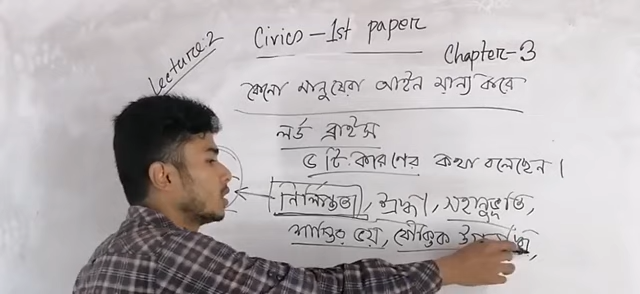 Lecture: 2
Civics - 1st paper
Chapter - 3
কেনো মানুষেরা আইন মান্য করে
লর্ড ব্রাইস
৫ টি কারণের কথা বলেছেন।
নির্লিপ্ততা, শ্রদ্ধা, সহানুভূতি,
শাস্তির ভয়, যৌক্তিক